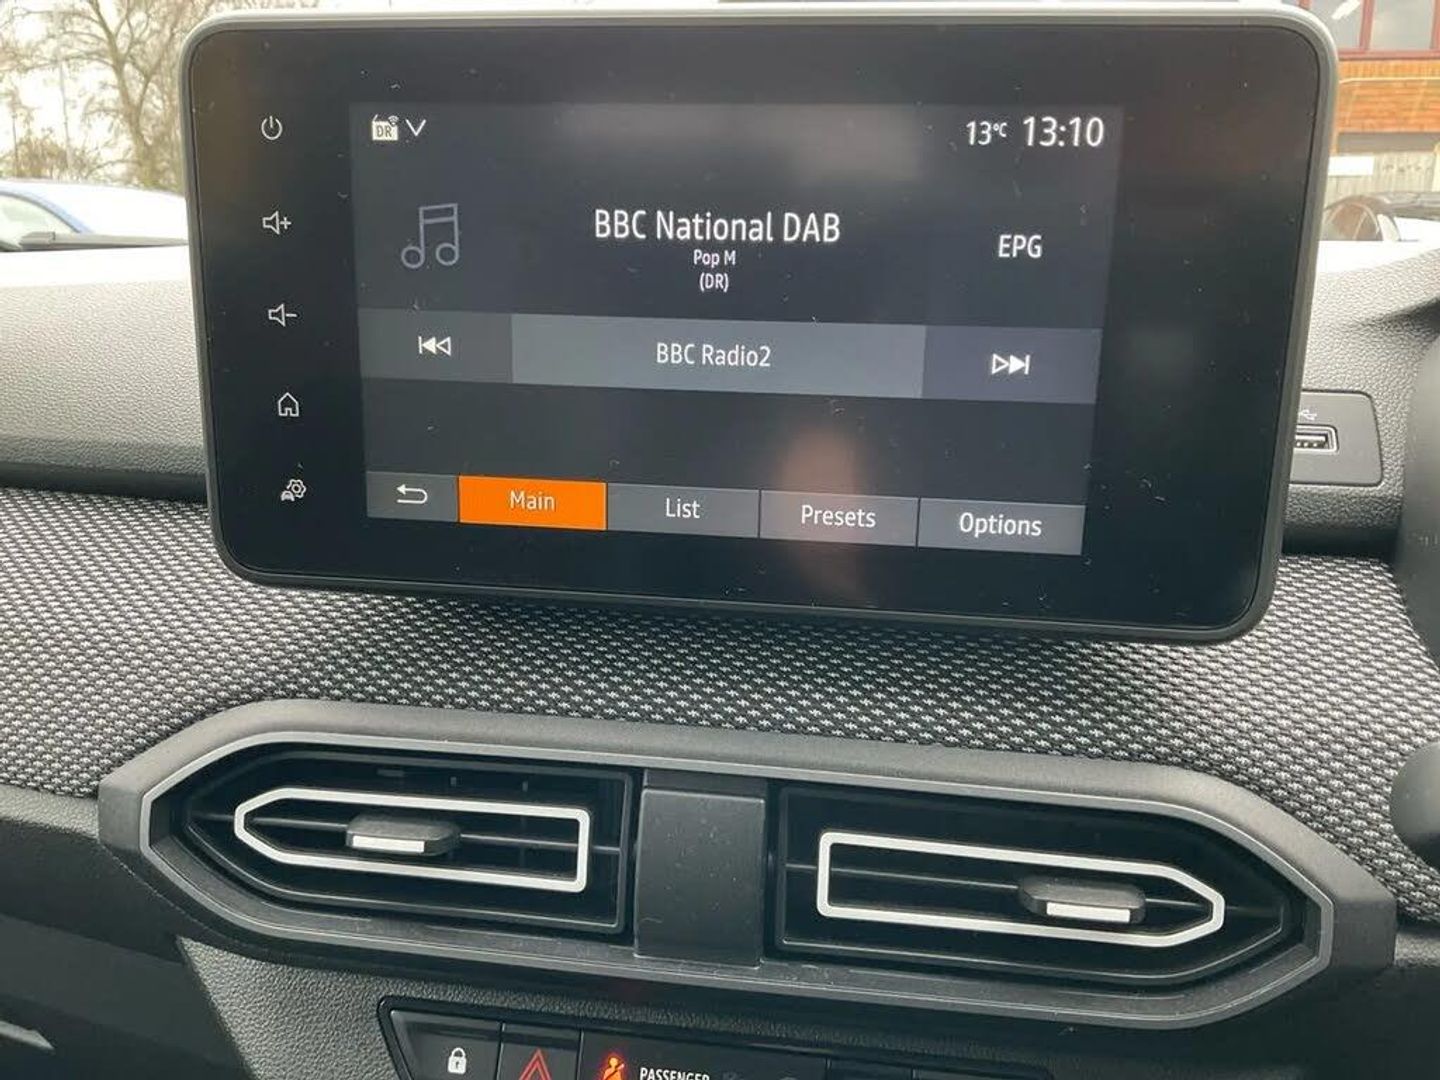 DR
13°C 13:10
BBC National DAB
Pop M
(DR)
EPG
BBC Radio2
Main
List
Presets
Options
PASSENGER